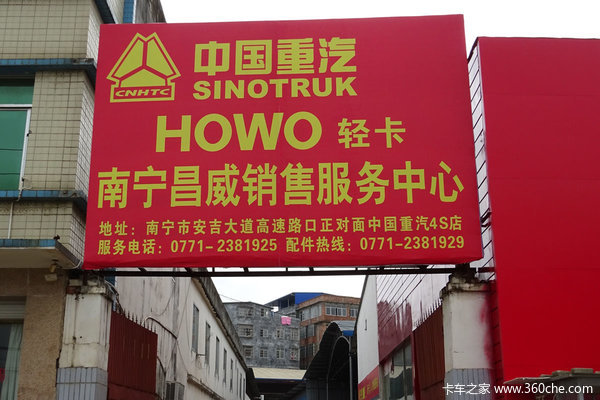 中国重汽
CNHTC
SINOTRUK
HOWO 轻卡
南宁昌威销售服务中心
地址：南宁市安吉大道高速路口正对面中国重汽4S店
服务电话：0771-2381925 配件热线：0771-2381929
卡车之家 www.360che.com